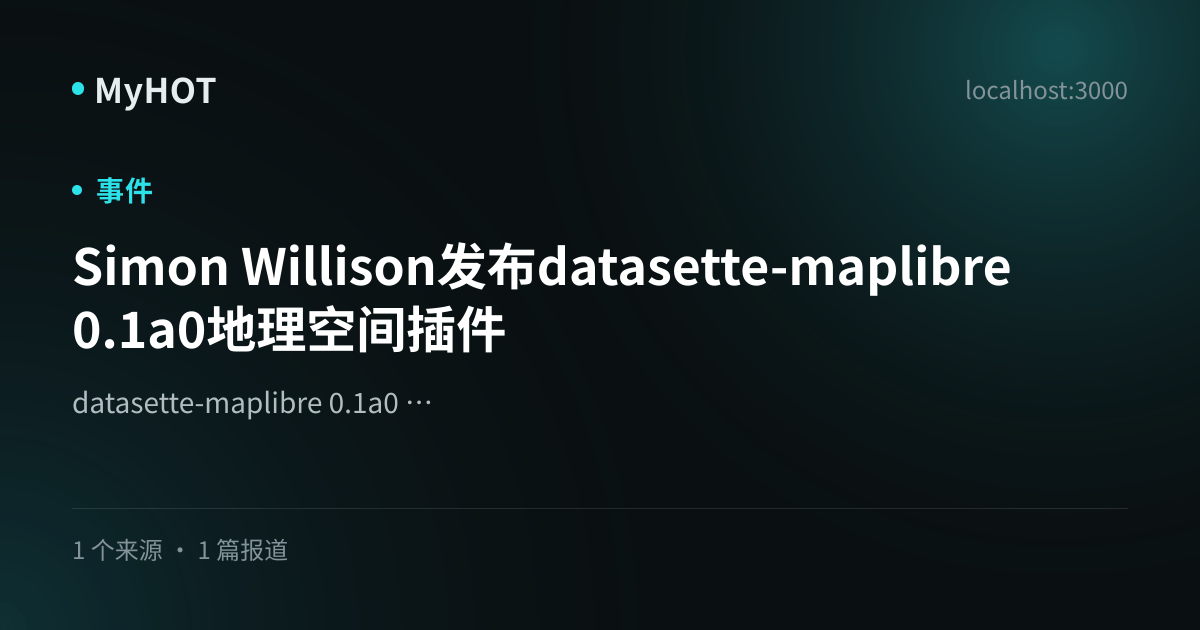 MyHOT
localhost:3000
事件
Simon Willison发布datasette-maplibre
0.1a0地理空间插件
datasette-maplibre 0.1a0 …
1 个来源 · 1 篇报道